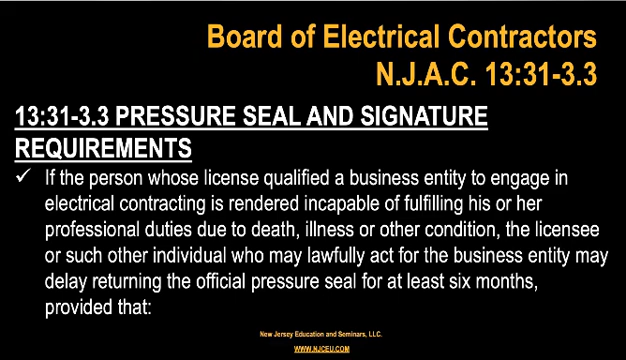 Board of Electrical Contractors
N.J.A.C. 13:31-3.3
13:31-3.3 PRESSURE SEAL AND SIGNATURE
REQUIREMENTS
✓ If the person whose license qualified a business entity to engage in
electrical contracting is rendered incapable of fulfilling his or her
professional duties due to death, illness or other condition, the licensee
or such other individual who may lawfully act for the business entity may
delay returning the official pressure seal for at least six months,
provided that:
New Jersey Education and Seminars, LLC.
WWW.NJCEU.COM